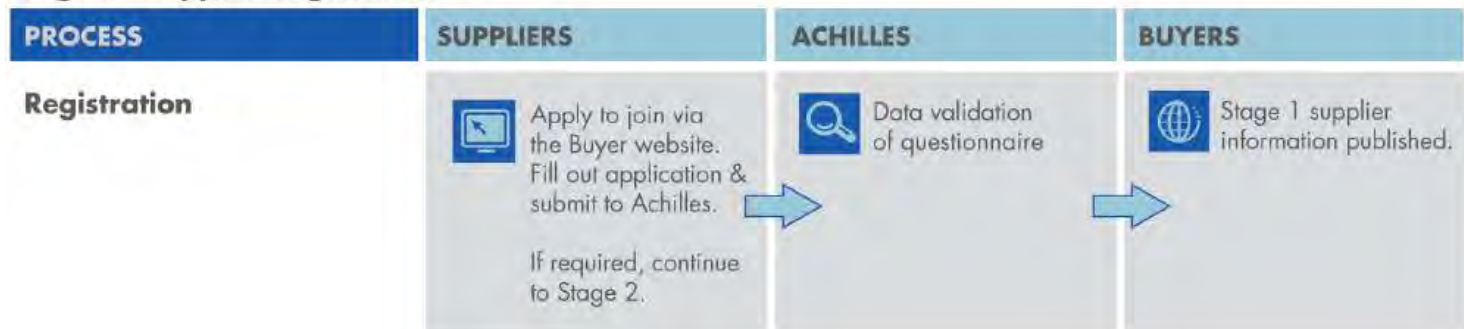 PROCESS
SUPPLIERS
ACHILLES
BUYERS
Registration
Apply to join via
the Buyer website.
Fill out application &
submit to Achilles.
If required, continue
to Stage 2.
Data validation
of questionnaire
Stage 1 supplier
information published.